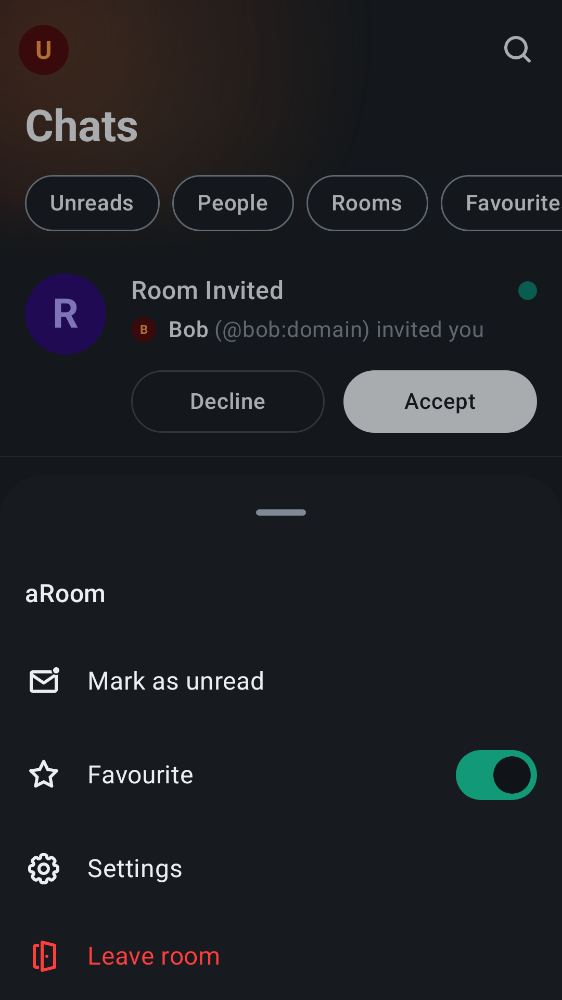 U
Chats
Unreads People Rooms Favourite
R
Room Invited
B Bob (@bob:domain) invited you
Decline Accept
aRoom
Mark as unread
Favourite
Settings
Leave room